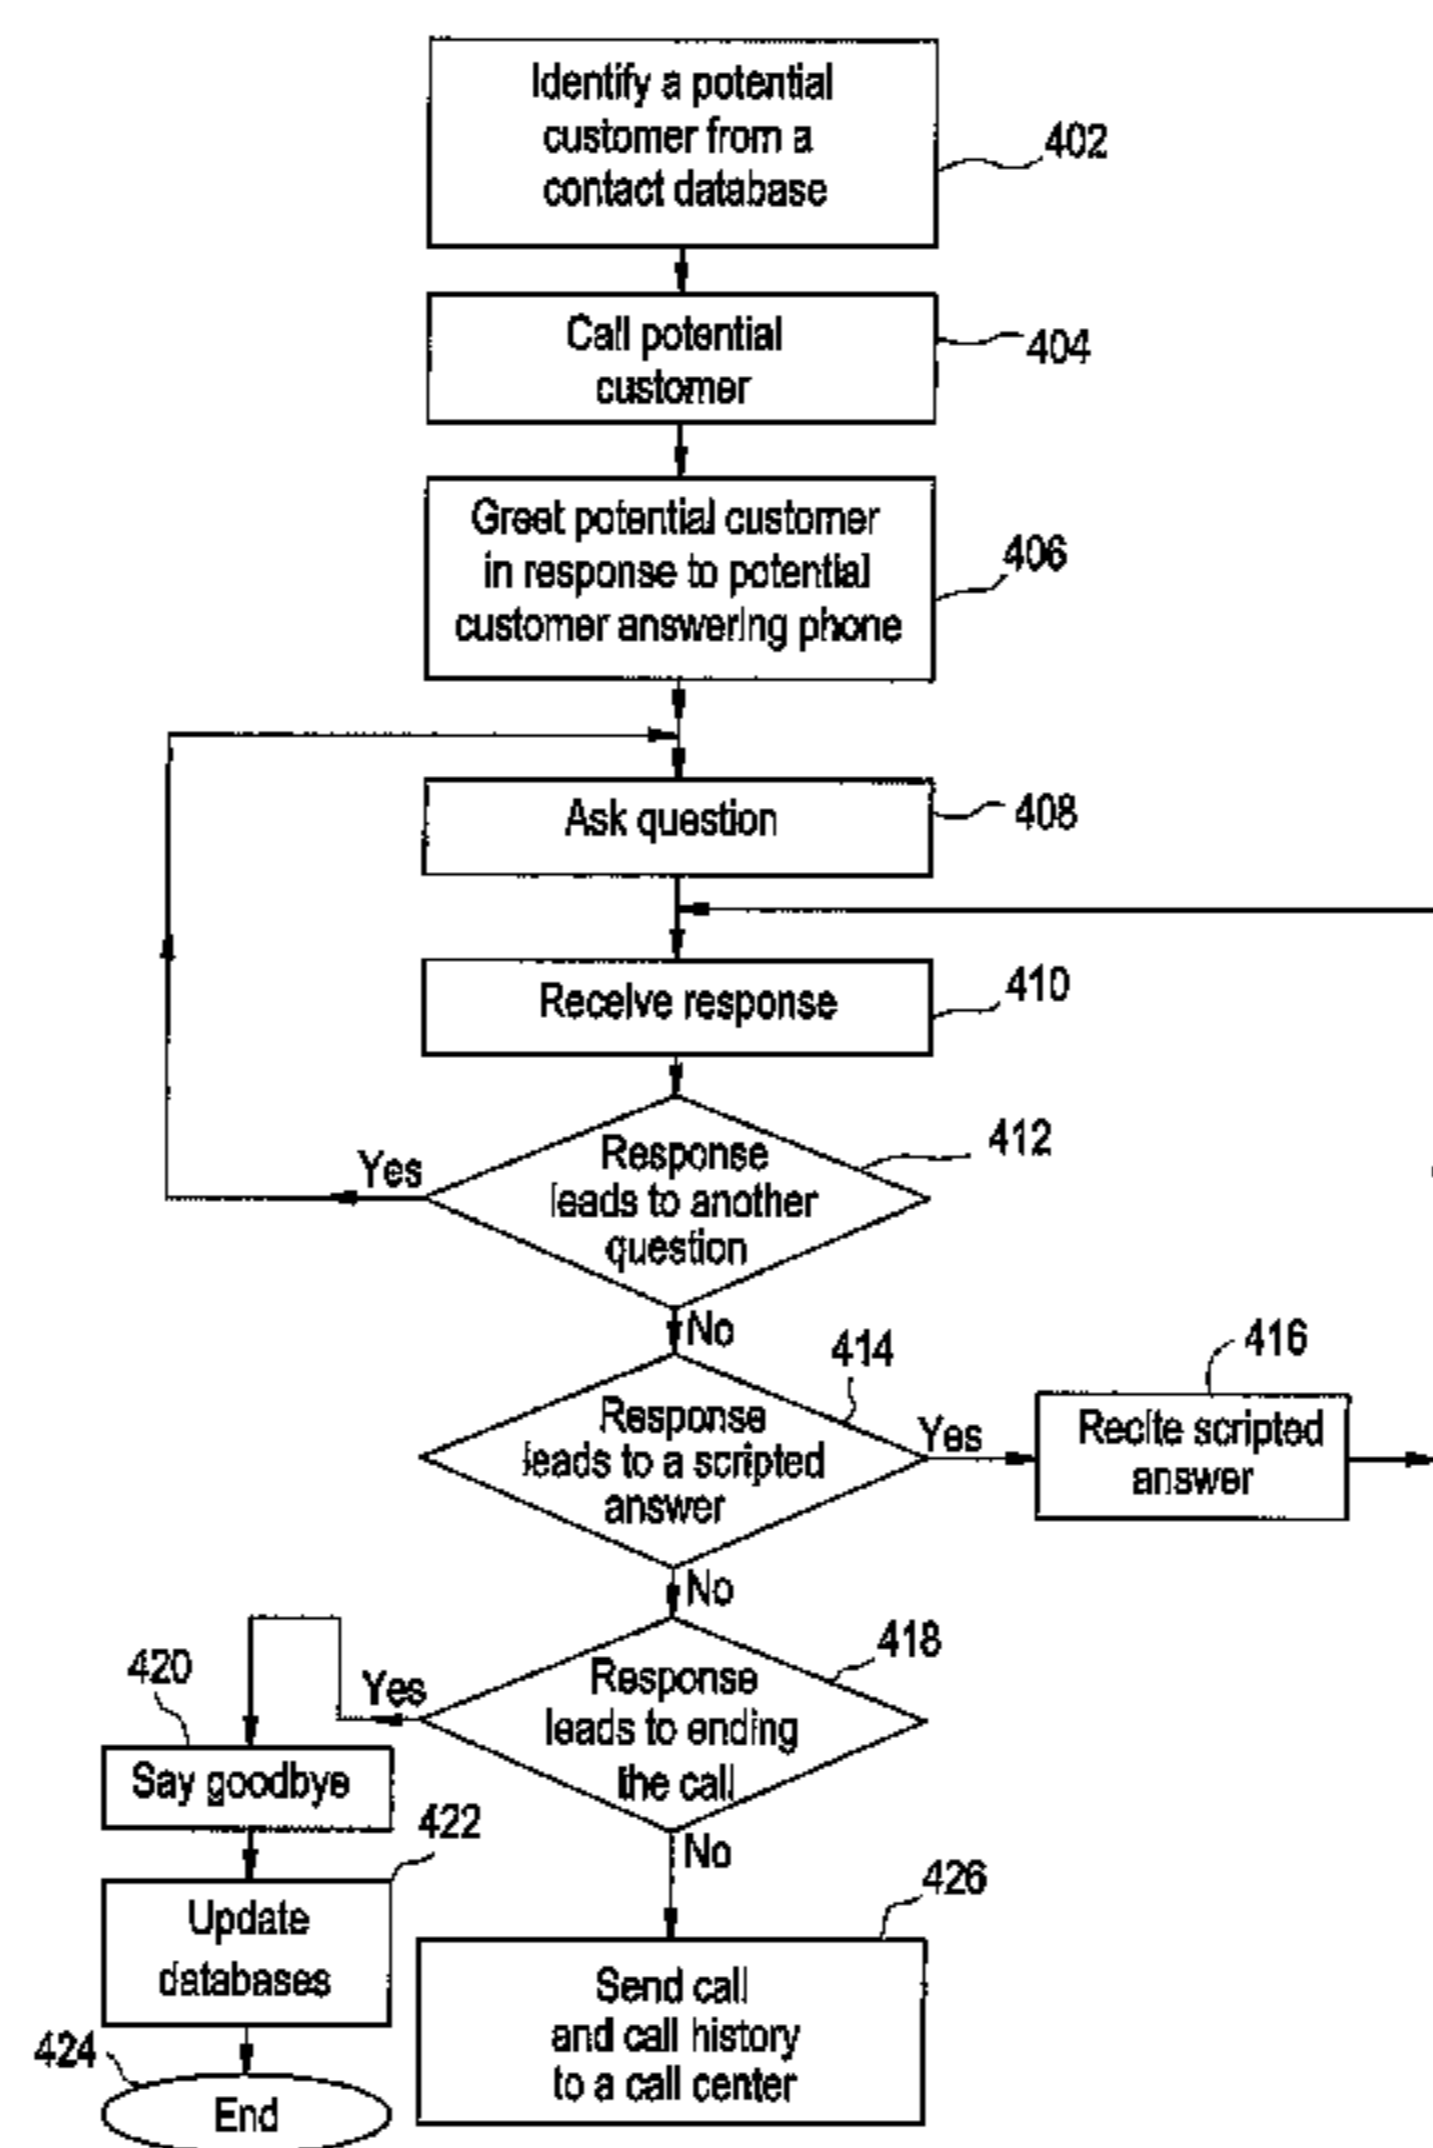 Identify a potential
customer from a
contact database
402
Call potential
customer
404
Greet potential customer
in response to potential
customer answering phone
406
Ask question
408
Receive response
410
Response
leads to another
question
412
Yes
No
Response
leads to a scripted
answer
414
Yes
Recite scripted
answer
416
No
Response
leads to ending
the call
418
Yes
420
Say goodbye
422
Update
databases
424
End
No
426
Send call
and call history
to a call center